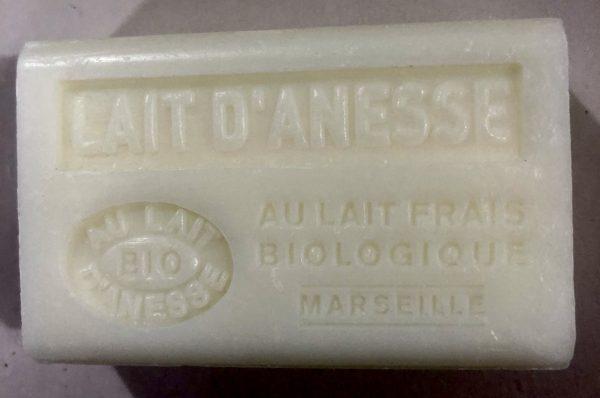 LAIT D'ANESSE
AU LAIT
BIO
D'ANESSE
AU LAIT FRAIS
BIOLOGIQUE
MARSEILLE